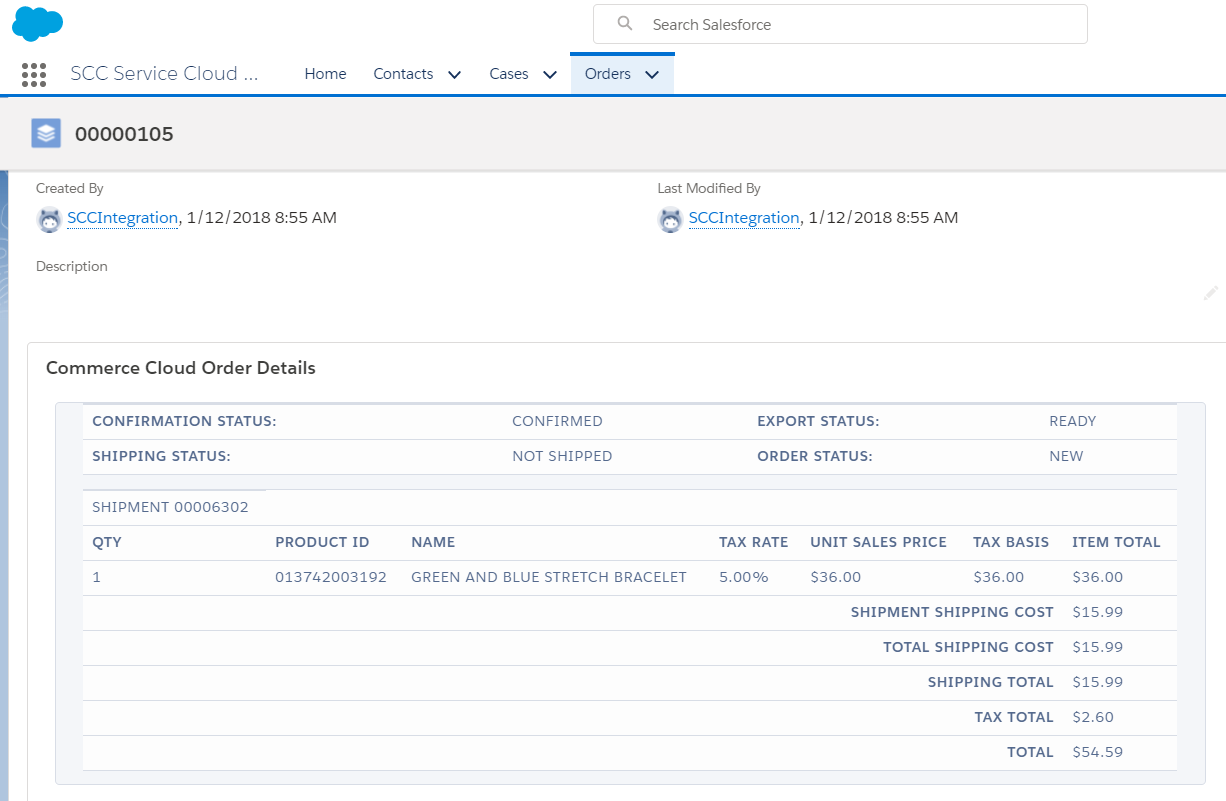 Search Salesforce
SCC Service Cloud ... Home Contacts Cases Orders
00000105
Created By Last Modified By
SCCIntegration, 1/12/2018 8:55 AM SCCIntegration, 1/12/2018 8:55 AM
Description
Commerce Cloud Order Details
CONFIRMATION STATUS: CONFIRMED EXPORT STATUS: READY
SHIPPING STATUS: NOT SHIPPED ORDER STATUS: NEW
SHIPMENT 00006302
QTY PRODUCT ID NAME TAX RATE UNIT SALES PRICE TAX BASIS ITEM TOTAL
1 013742003192 GREEN AND BLUE STRETCH BRACELET 5.00% $36.00 $36.00 $36.00
SHIPMENT SHIPPING COST $15.99
TOTAL SHIPPING COST $15.99
SHIPPING TOTAL $15.99
TAX TOTAL $2.60
TOTAL $54.59